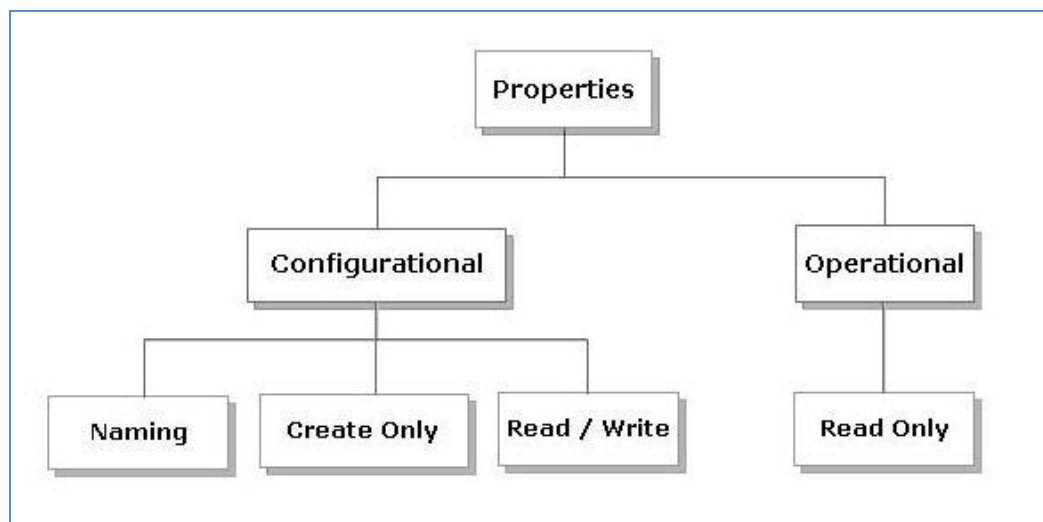 Properties
Configurational
Operational
Naming
Create Only
Read / Write
Read Only